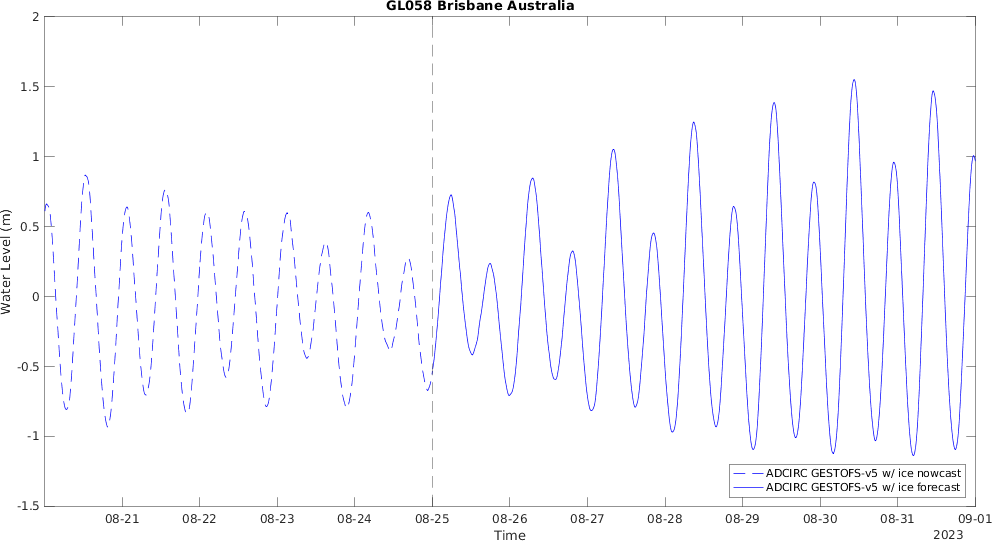 GL058 Brisbane Australia
2
1.5
1
0.5
0
-0.5
-1
-1.5
Water Level (m)
ADCIRC GESTOFS-v5 w/ ice nowcast
ADCIRC GESTOFS-v5 w/ ice forecast
08-21 08-22 08-23 08-24 08-25 08-26 08-27 08-28 08-29 08-30 08-31 09-01
Time
2023